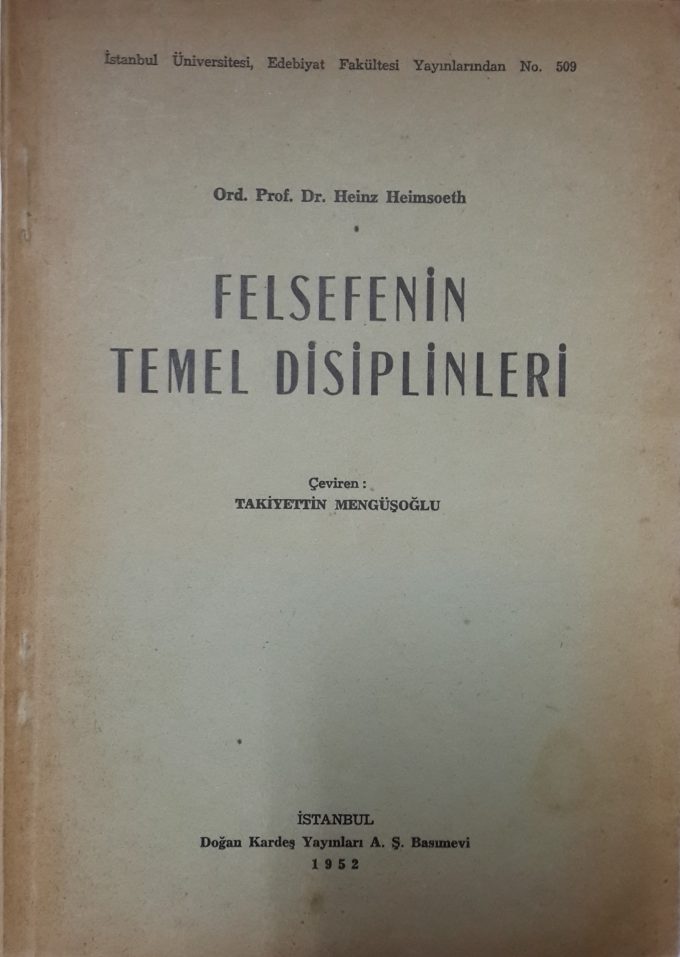 İstanbul Üniversitesi, Edebiyat Fakültesi Yayınlarından No. 509
Ord. Prof. Dr. Heinz Heimsoeth
FELSEFENİN
TEMEL DİSİPLİNLERİ
Çeviren :
TAKİYETTİN MENGÜŞOĞLU
İSTANBUL
Doğan Kardeş Yayınları A. Ş. Basımevi
1952